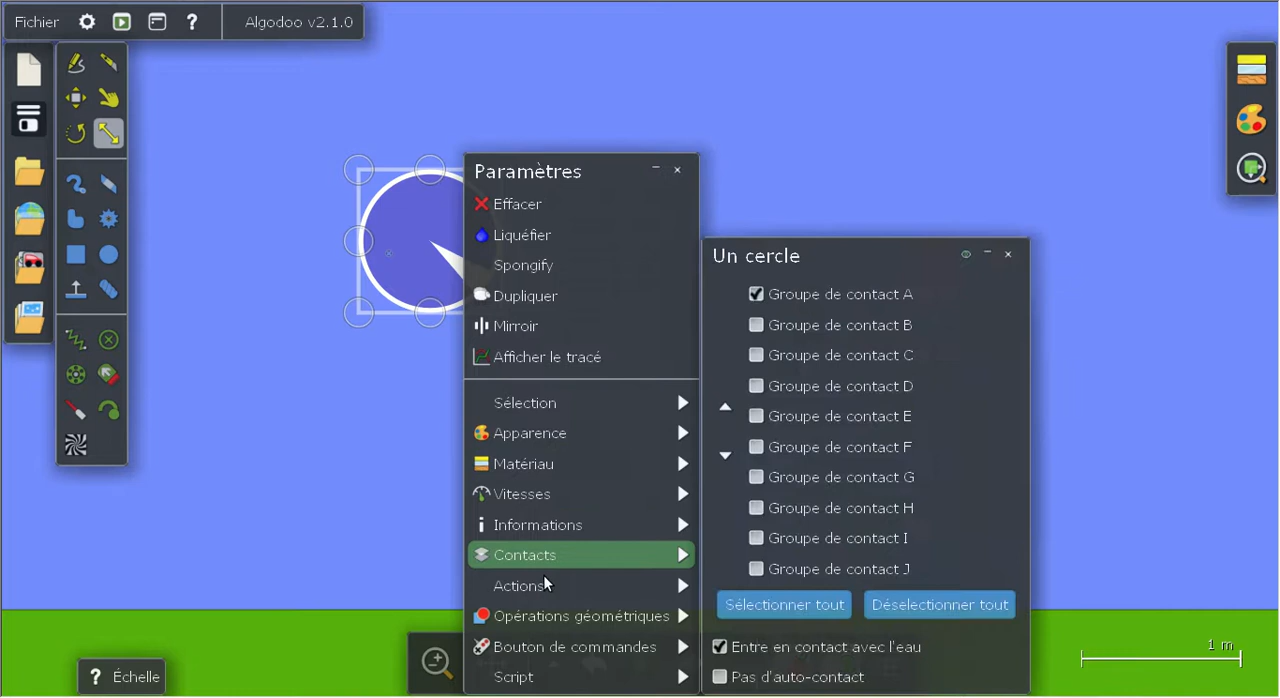 Fichier
?
Algodoo v2.1.0
Paramètres
Effacer
Liquéfier
Spongify
Dupliquer
Mirroir
Afficher le tracé
Sélection
Apparence
Matériau
Vitesses
Informations
Contacts
Actions
Opérations géométriques
Bouton de commandes
Script
Un cercle
Groupe de contact A
Groupe de contact B
Groupe de contact C
Groupe de contact D
Groupe de contact E
Groupe de contact F
Groupe de contact G
Groupe de contact H
Groupe de contact I
Groupe de contact J
Sélectionner tout
Déselectionner tout
Entre en contact avec l'eau
Pas d'auto-contact
? Échelle
1 m